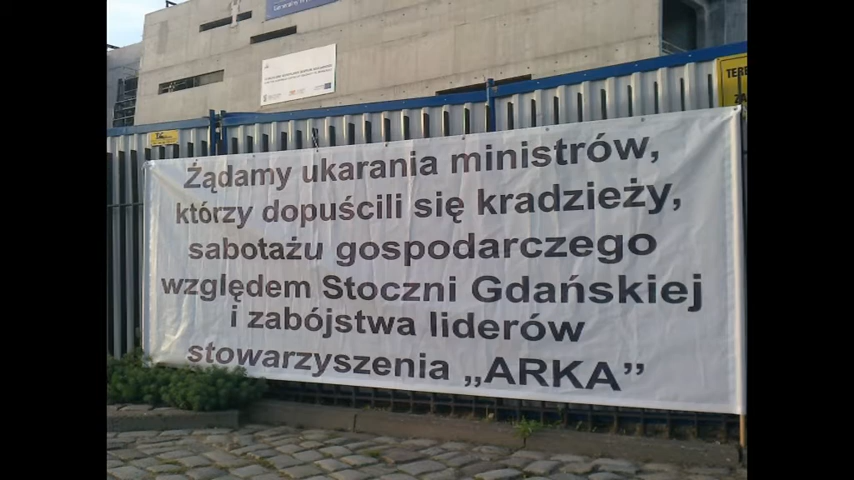 Żądamy ukarania ministrów,
którzy dopuścili się kradzieży,
sabotażu gospodarczego
względem Stoczni Gdańskiej
i zabójstwa liderów
stowarzyszenia „ARKA”